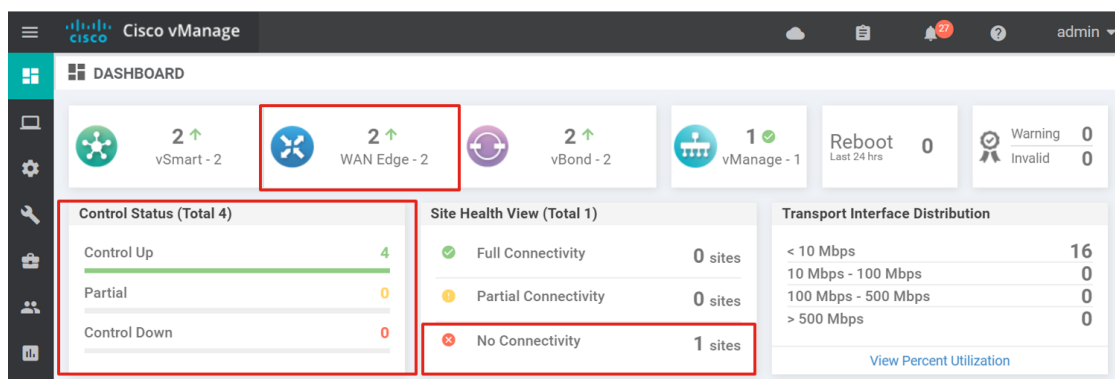 CISCO Cisco vManage 27 admin
DASHBOARD
2 2 2 1 Reboot 0 Warning 0
vSmart - 2 WAN Edge - 2 vBond - 2 vManage - 1 Last 24 hrs Invalid 0
Control Status (Total 4)
Control Up 4
Partial 0
Control Down 0
Site Health View (Total 1)
Full Connectivity 0 sites
Partial Connectivity 0 sites
No Connectivity 1 sites
Transport Interface Distribution
< 10 Mbps 16
10 Mbps - 100 Mbps 0
100 Mbps - 500 Mbps 0
> 500 Mbps 0
View Percent Utilization